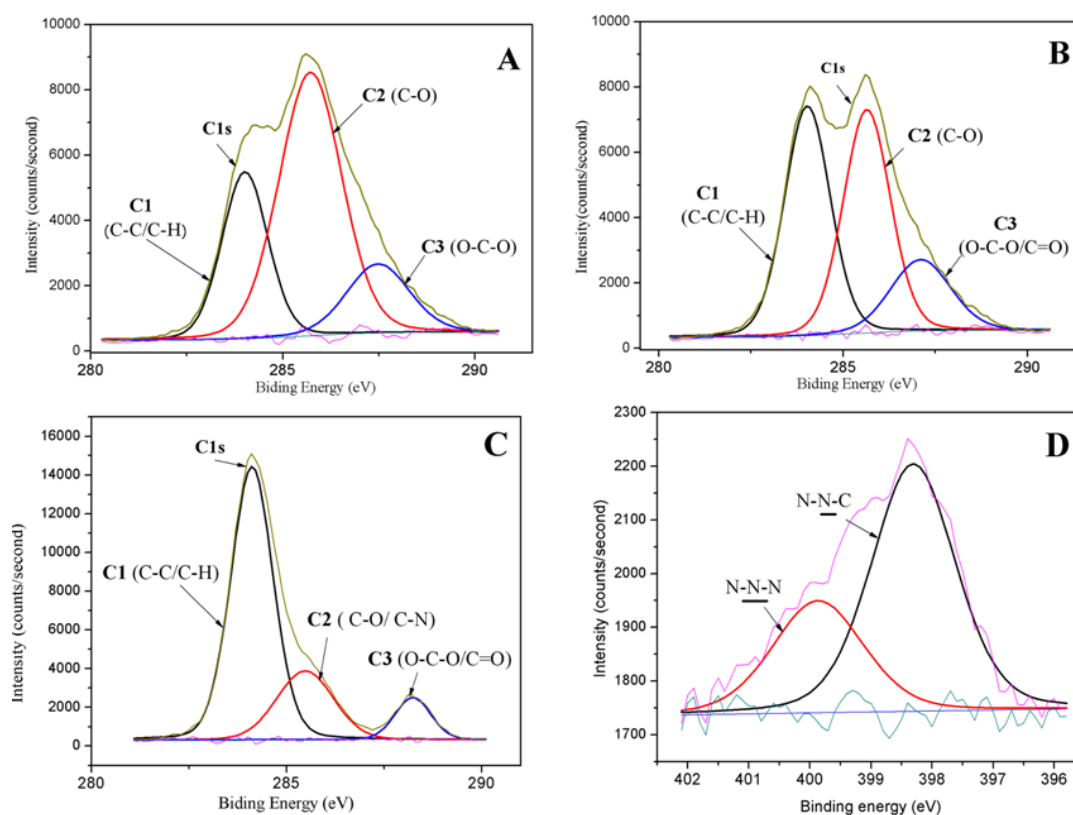 A
C1s
C2 (C-O)
C1
(C-C/C-H)
C3 (O-C-O)
Intensity (counts/second)
10000
8000
6000
4000
2000
0
280
285
290
Biding Energy (eV)
B
C1s
C2 (C-O)
C1
(C-C/C-H)
C3
(O-C-O/C=O)
Intensity(counts/second)
10000
8000
6000
4000
2000
0
280
285
290
Biding Energy (eV)
C
C1s
C1 (C-C/C-H)
C2 ( C-O/ C-N)
C3 (O-C-O/C=O)
Intensity (counts/second)
16000
14000
12000
10000
8000
6000
4000
2000
0
280
285
290
Biding Energy (eV)
D
N-N-C
N-N-N
Intensity (counts/second)
2300
2200
2100
2000
1900
1800
1700
402
401
400
399
398
397
396
Binding energy (eV)